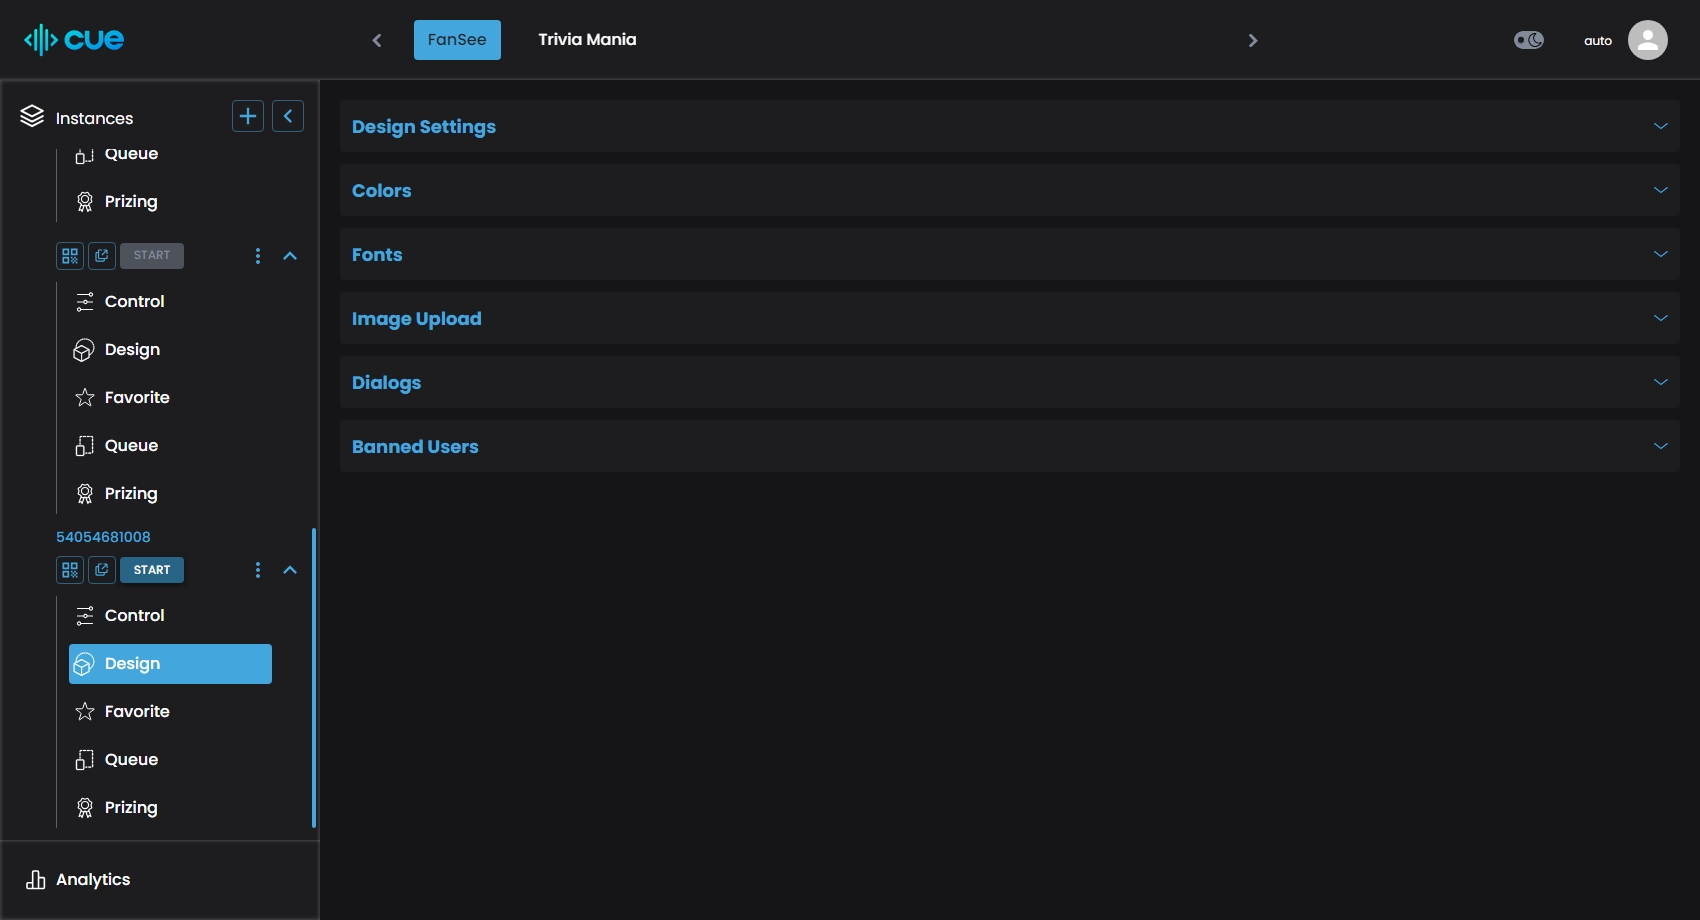 cue
FanSee
Trivia Mania
auto
Instances
Queue
Prizing
START
Control
Design
Favorite
Queue
Prizing
54054681008
START
Control
Design
Favorite
Queue
Prizing
Analytics
Design Settings
Colors
Fonts
Image Upload
Dialogs
Banned Users